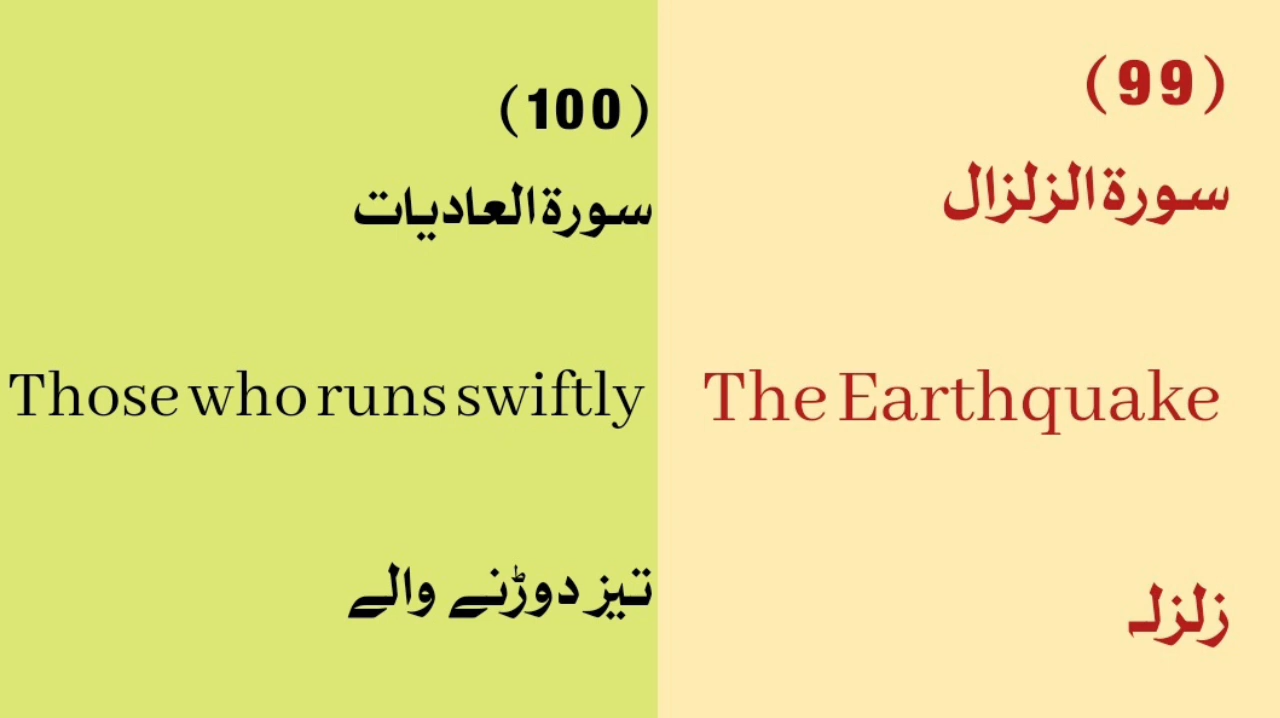 (99)
سورة الزلزال
The Earthquake
زلزلہ
(100)
سورة العاديات
Those who runs swiftly
تیز دوڑنے والے